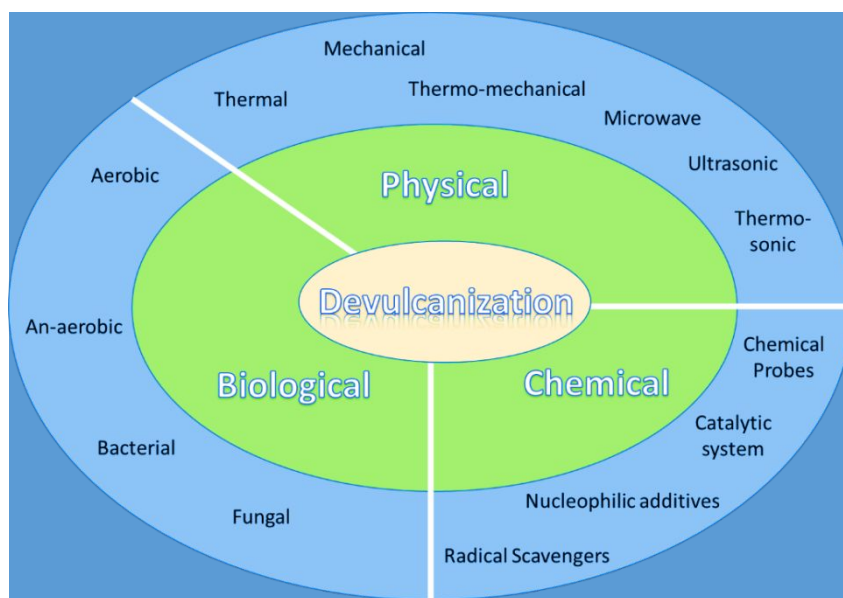 Mechanical
Thermal
Thermo-mechanical
Microwave
Aerobic
Ultrasonic
Physical
Thermo-
sonic
Devulcanization
An-aerobic
Chemical
Probes
Biological
Chemical
Catalytic
system
Bacterial
Nucleophilic additives
Fungal
Radical Scavengers